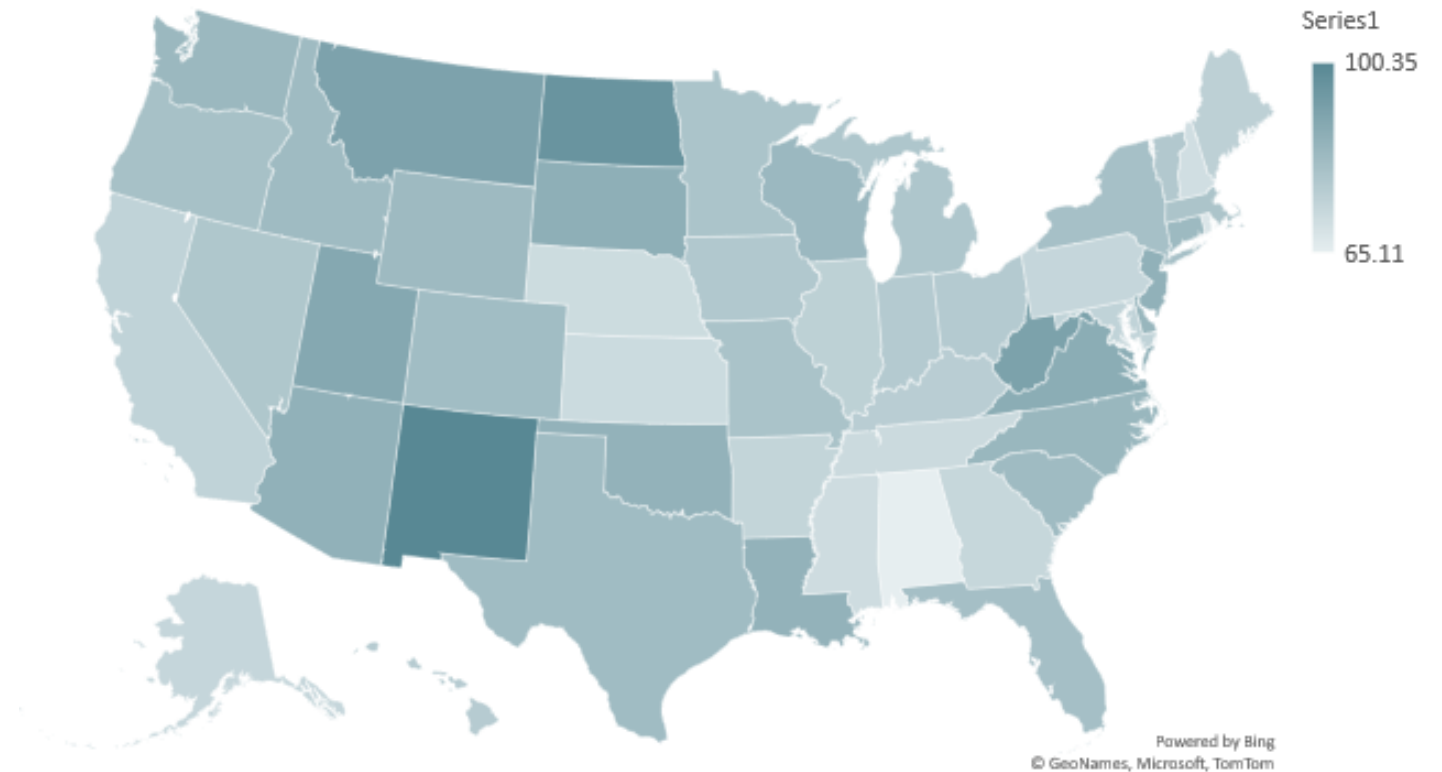 Series1
100.35
65.11
Powered by Bing
© GeoNames, Microsoft, TomTom